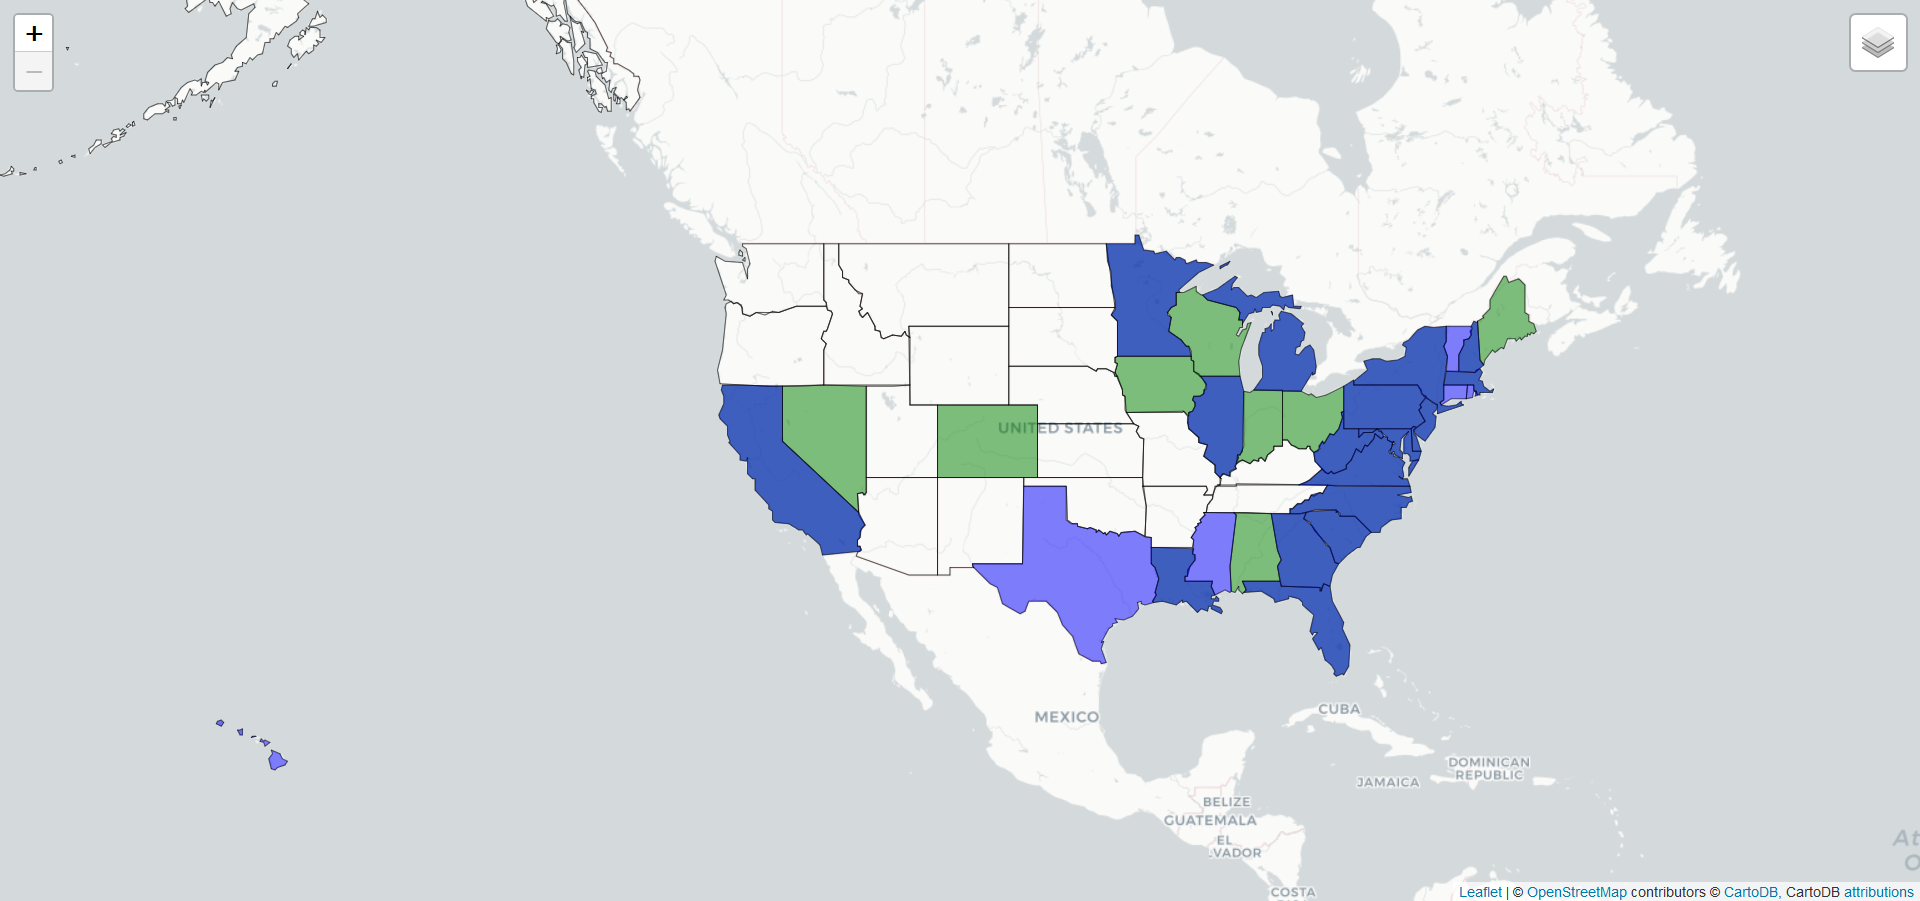 +
−
UNITED STATES
MEXICO
CUBA
DOMINICAN
REPUBLIC
JAMAICA
BELIZE
GUATEMALA
EL
.VADOR
COSTA
At
O
Leaflet | © OpenStreetMap contributors © CartoDB, CartoDB attributions